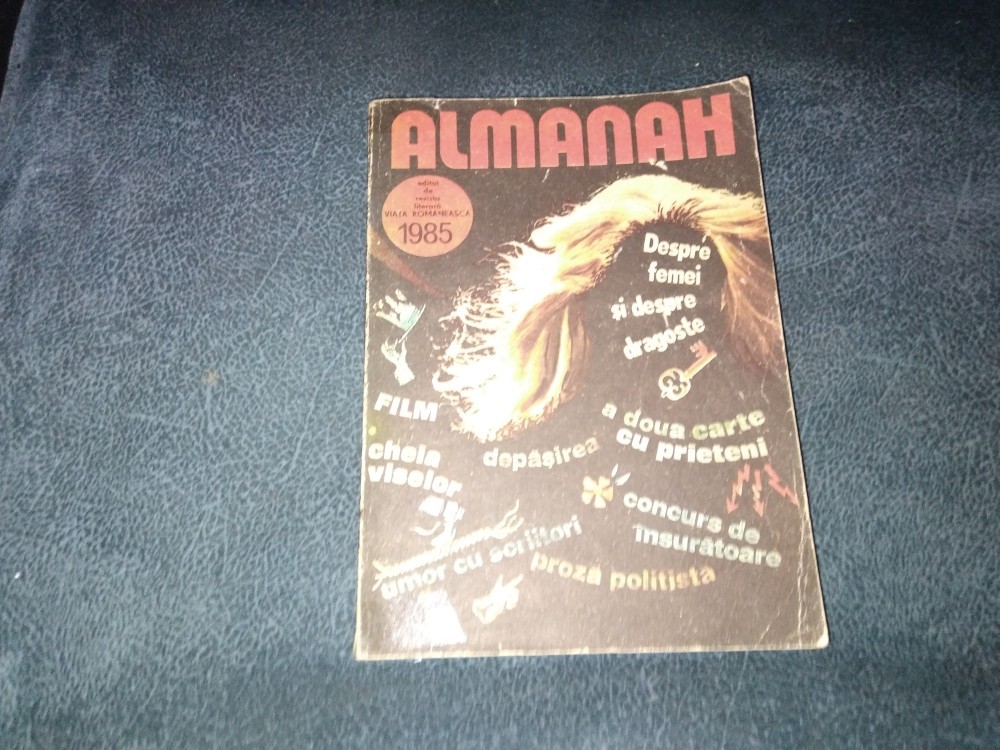 ALMANAH
editat
de
revista
literară
VIAȚA ROMÂNEASCĂ
1985
Despre
femei
și despre
dragoste
FILM
a doua carte
cu prieteni
depășirea
cheia
viselor
concurs de
însurătoare
amor cu scriitori
proză polițistă